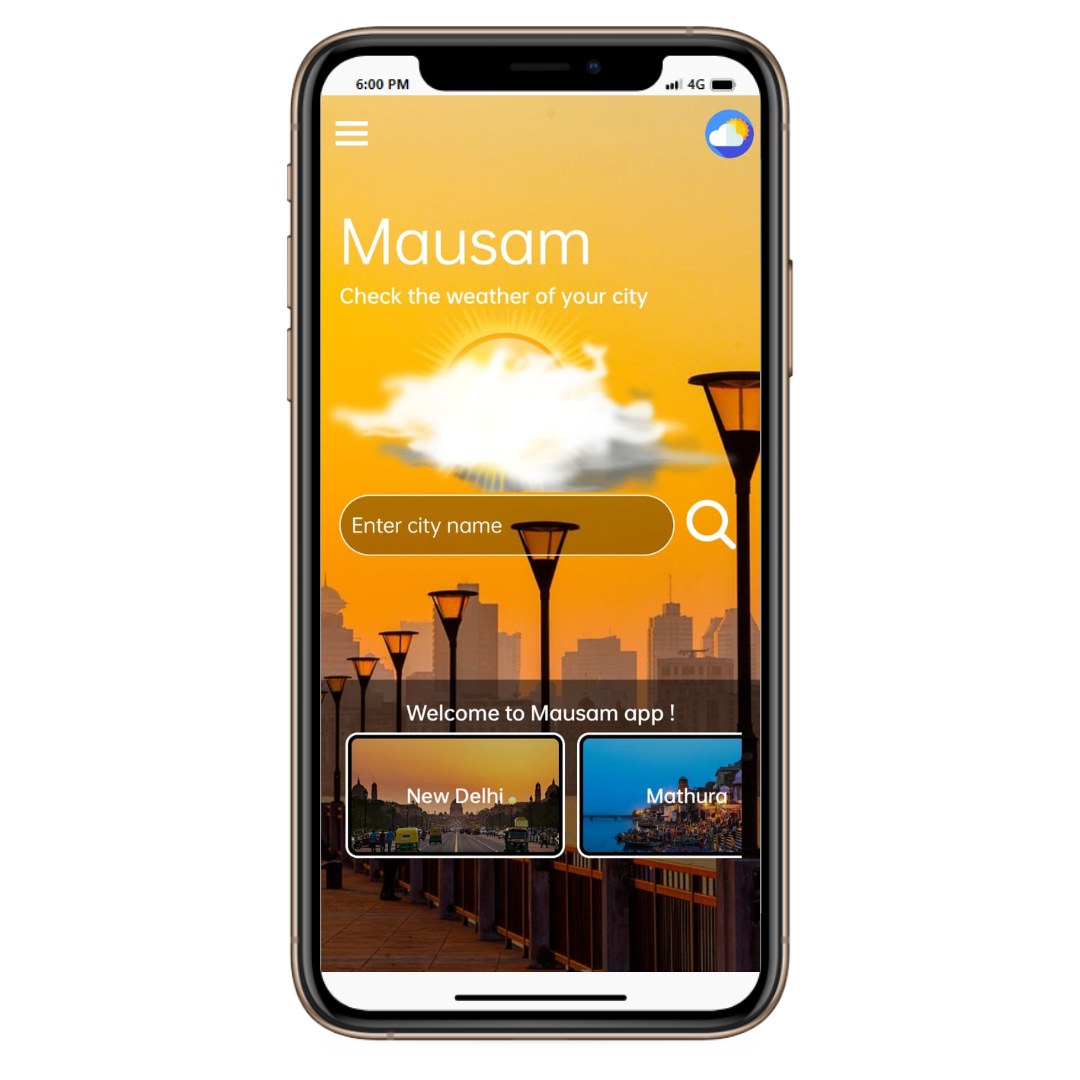 6:00 PM
4G
Mausam
Check the weather of your city
Enter city name
Welcome to Mausam app !
New Delhi
Mathura